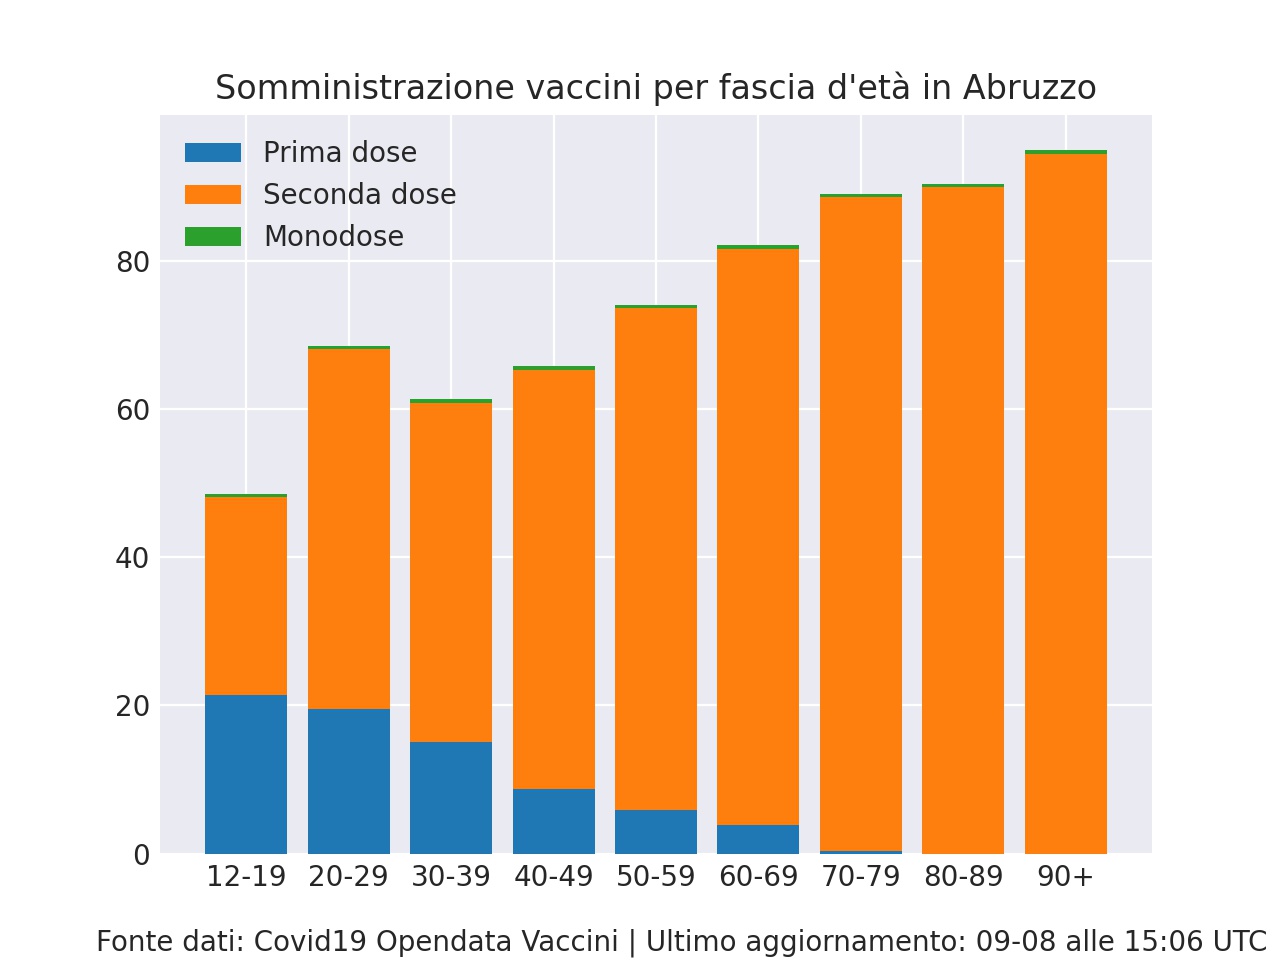 Somministrazione vaccini per fascia d'età in Abruzzo
Prima dose
Seconda dose
Monodose
80
60
40
20
0
12-19 20-29 30-39 40-49 50-59 60-69 70-79 80-89 90+
Fonte dati: Covid19 Opendata Vaccini | Ultimo aggiornamento: 09-08 alle 15:06 UTC